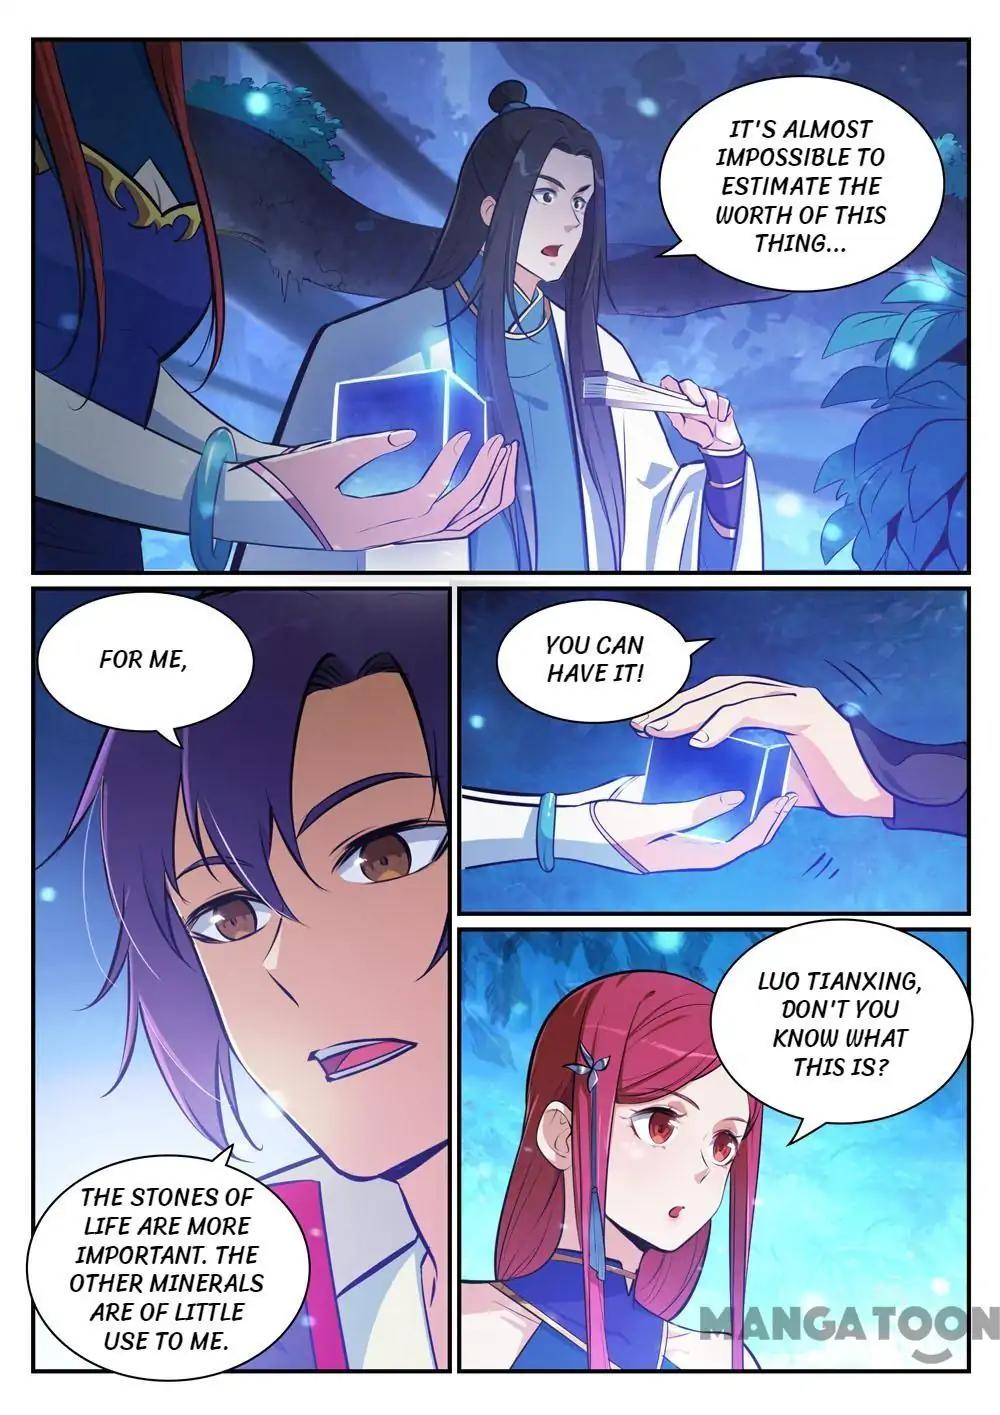 IT'S ALMOST
IMPOSSIBLE TO
ESTIMATE THE
WORTH OF THIS
THING...
FOR ME,
YOU CAN
HAVE IT!
LUO TIANXING,
DON'T YOU
KNOW WHAT
THIS IS?
THE STONES OF
LIFE ARE MORE
IMPORTANT. THE
OTHER MINERALS
ARE OF LITTLE
USE TO ME.
MANGATOON